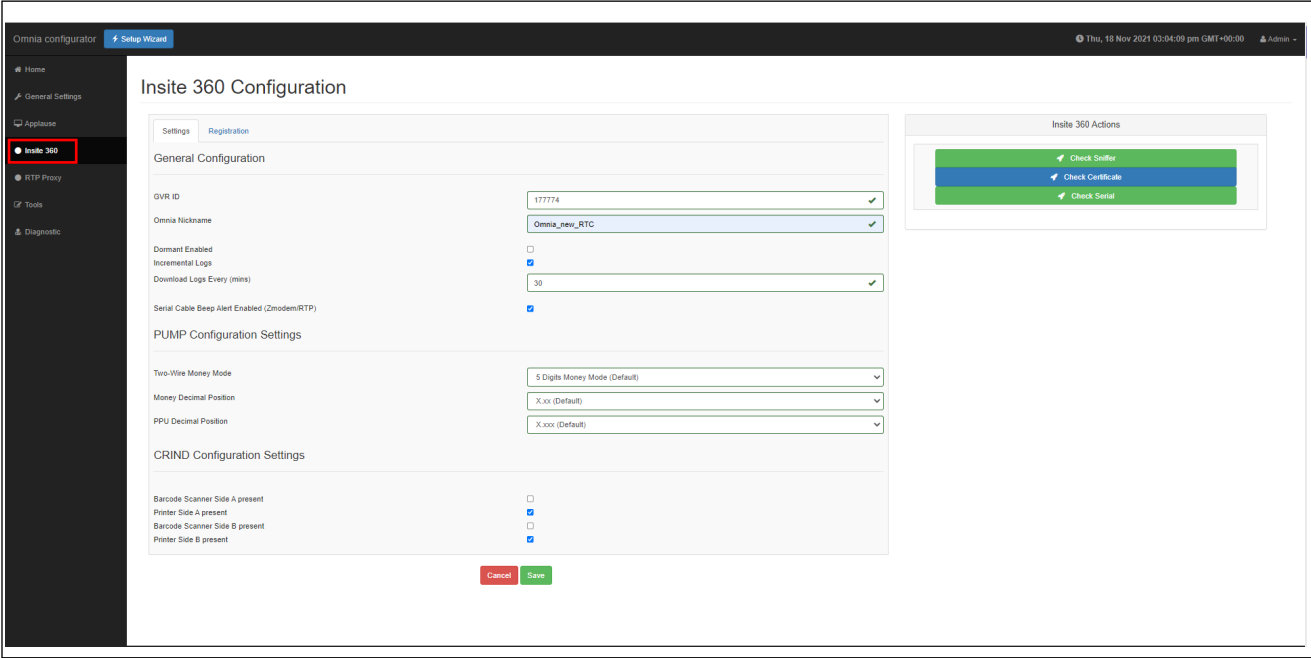 Omnia configurator
Setup Wizard
Thu, 18 Nov 2021 03:04:09 pm GMT+00:00
Admin
Home
General Settings
Applause
Insite 360
RTP Proxy
Tools
Diagnostic
Insite 360 Configuration
Settings
Registration
General Configuration
GVR ID
177774
Omnia Nickname
Omnia_new_RTC
Dormant Enabled
Incremental Logs
Download Logs Every (mins)
30
Serial Cable Beep Alert Enabled (Zmodem/RTP)
PUMP Configuration Settings
Two-Wire Money Mode
5 Digits Money Mode (Default)
Money Decimal Position
X.xx (Default)
PPU Decimal Position
X.xxx (Default)
CRIND Configuration Settings
Barcode Scanner Side A present
Printer Side A present
Barcode Scanner Side B present
Printer Side B present
Cancel
Save
Insite 360 Actions
Check Sniffer
Check Certificate
Check Serial